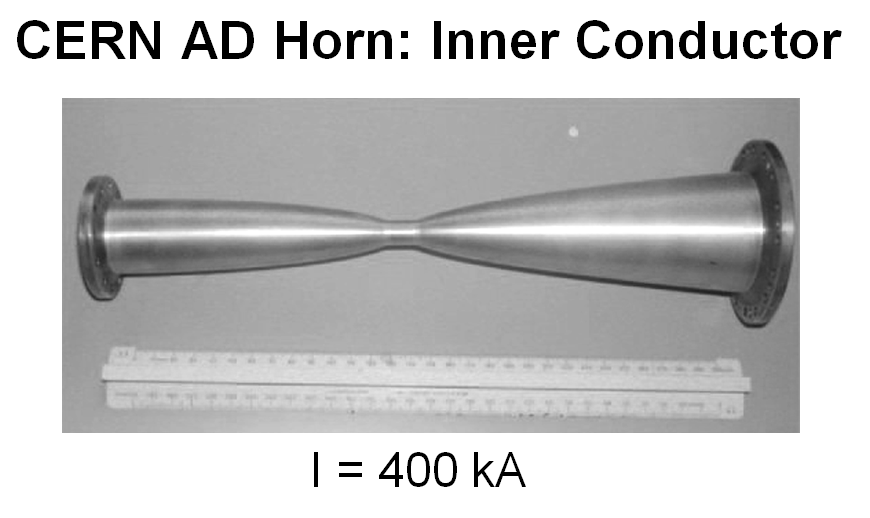 CERN AD Horn: Inner Conductor
I = 400 kA